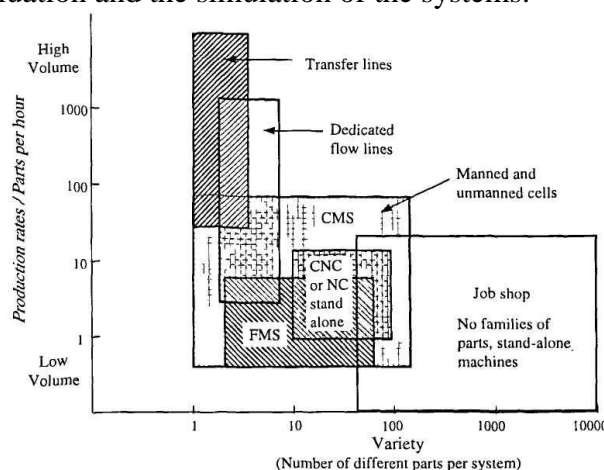 uation and the simulation of the systems.
High
Volume
1000
100
10
1
Low
Volume
Production rates / Parts per hour
Transfer lines
Dedicated
flow lines
Manned and
unmanned cells
CMS
CNC
or NC
stand
alone
FMS
Job shop
No families of
parts, stand-alone
machines
1 10 100 1000 10000
Variety
(Number of different parts per system)